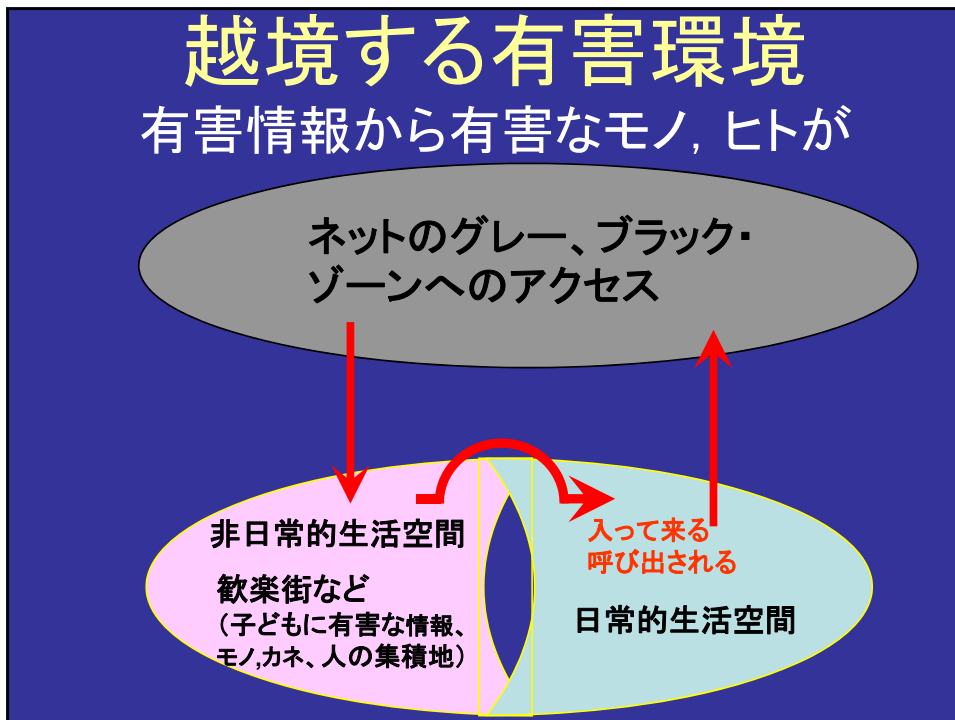 越境する有害環境
有害情報から有害なモノ, ヒトが
ネットのグレー、ブラック・
ゾーンへのアクセス
非日常的生活空間
歓楽街など
（子どもに有害な情報、
モノ,カネ、人の集積地）
入って来る
呼び出される
日常的生活空間